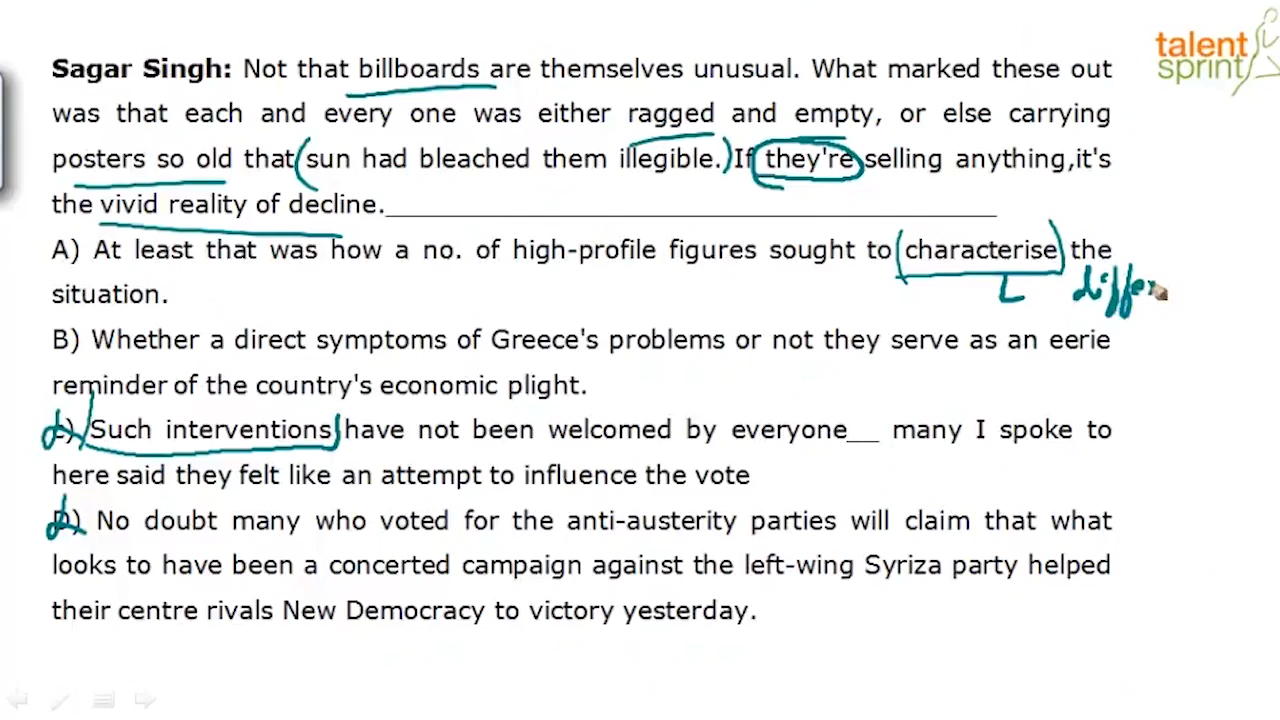 talent
sprint
Sagar Singh: Not that billboards are themselves unusual. What marked these out
was that each and every one was either ragged and empty, or else carrying
posters so old that sun had bleached them illegible. If they're selling anything,it's
the vivid reality of decline.
A) At least that was how a no. of high-profile figures sought to characterise the
situation.
B) Whether a direct symptoms of Greece's problems or not they serve as an eerie
reminder of the country's economic plight.
C) Such interventions have not been welcomed by everyone__ many I spoke to
here said they felt like an attempt to influence the vote
D) No doubt many who voted for the anti-austerity parties will claim that what
looks to have been a concerted campaign against the left-wing Syriza party helped
their centre rivals New Democracy to victory yesterday.